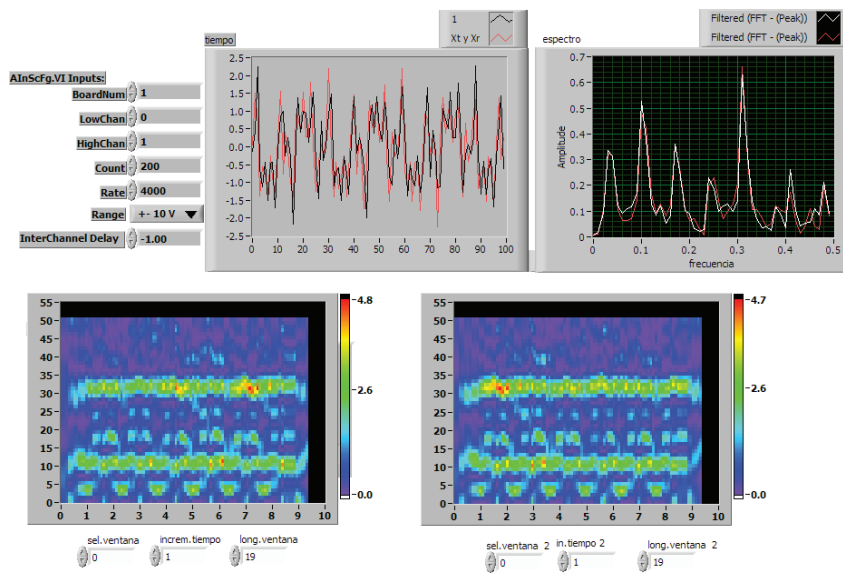 1
Xt y Xr
tiempo
Filtered (FFT - (Peak))
Filtered (FFT - (Peak))
espectro
AInScFg.VI Inputs:
BoardNum 1
LowChan 0
HighChan 1
Count 200
Rate 4000
Range +- 10 V
InterChannel Delay -1.00
2.5
2.0
1.5
1.0
0.5
0.0
-0.5
-1.0
-1.5
-2.0
-2.5
0 10 20 30 40 50 60 70 80 90 100
Amplitude
0.7
0.6
0.5
0.4
0.3
0.2
0.1
0
0 0.1 0.2 0.3 0.4 0.5
frecuencia
55
50
45
40
35
30
25
20
15
10
5
0
0 1 2 3 4 5 6 7 8 9 10
4.8
2.6
0.0
sel.ventana increm.tiempo long.ventana
0 1 19
55
50
45
40
35
30
25
20
15
10
5
0
0 1 2 3 4 5 6 7 8 9 10
4.7
2.6
0.0
sel.ventana 2 in.tiempo 2 long.ventana 2
0 1 19